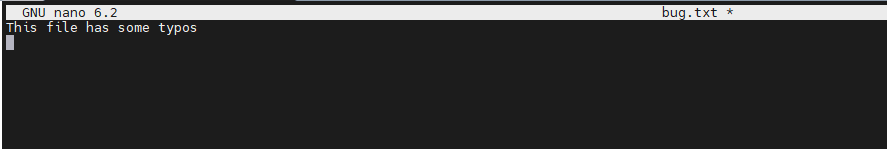 GNU nano 6.2 bug.txt *
This file has some typos